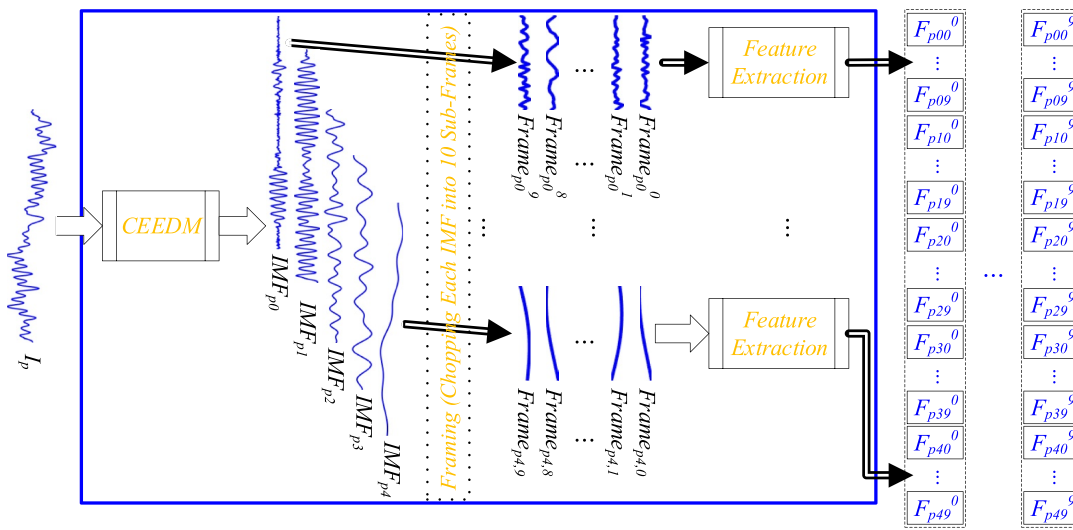 I_p
CEEDM
IMF_p0
IMF_p1
IMF_p2
IMF_p3
IMF_p4
Framing (Chopping Each IMF into 10 Sub-Frames)
...
Frame_p0^9
Frame_p0^8
...
Frame_p0^1
Frame_p0^0
Feature
Extraction
...
...
...
...
Frame_p4,9
Frame_p4,8
...
Frame_p4,1
Frame_p4,0
Feature
Extraction
F_p00^0
...
F_p09^0
F_p10^0
...
F_p19^0
F_p20^0
...
F_p29^0
F_p30^0
...
F_p39^0
F_p40^0
...
F_p49^0
...
F_p00^9
...
F_p09^9
F_p10^9
...
F_p19^9
F_p20^9
...
F_p29^9
F_p30^9
...
F_p39^9
F_p40^9
...
F_p49^9